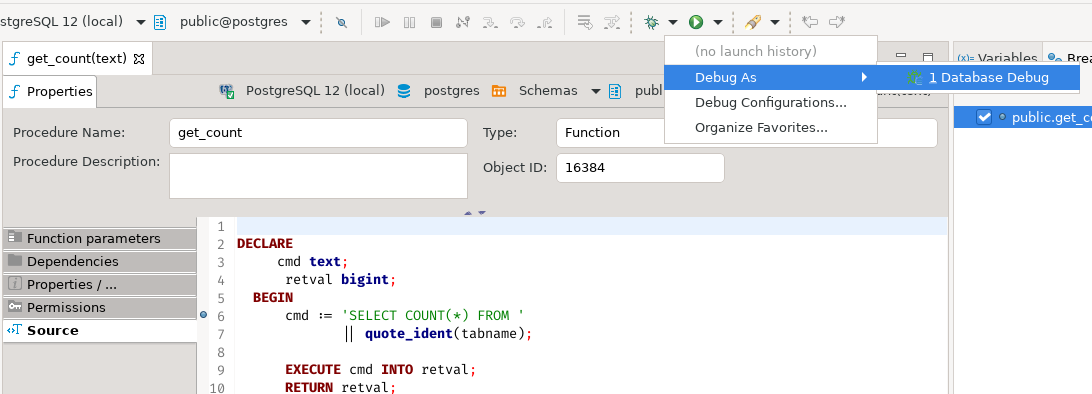 stgreSQL 12 (local) public@postgres
get_count(text)
(no launch history)
(x)= Variables Brea
Properties PostgreSQL 12 (local) postgres Schemas publ
Debug As 1 Database Debug
Debug Configurations...
Organize Favorites...
Procedure Name: get_count Type: Function
public.get_co
Procedure Description: Object ID: 16384
Function parameters
Dependencies
Properties / ...
Permissions
Source
1
2 DECLARE
3 cmd text;
4 retval bigint;
5 BEGIN
6 cmd := 'SELECT COUNT(*) FROM '
7 || quote_ident(tabname);
8
9 EXECUTE cmd INTO retval;
10 RETURN retval;